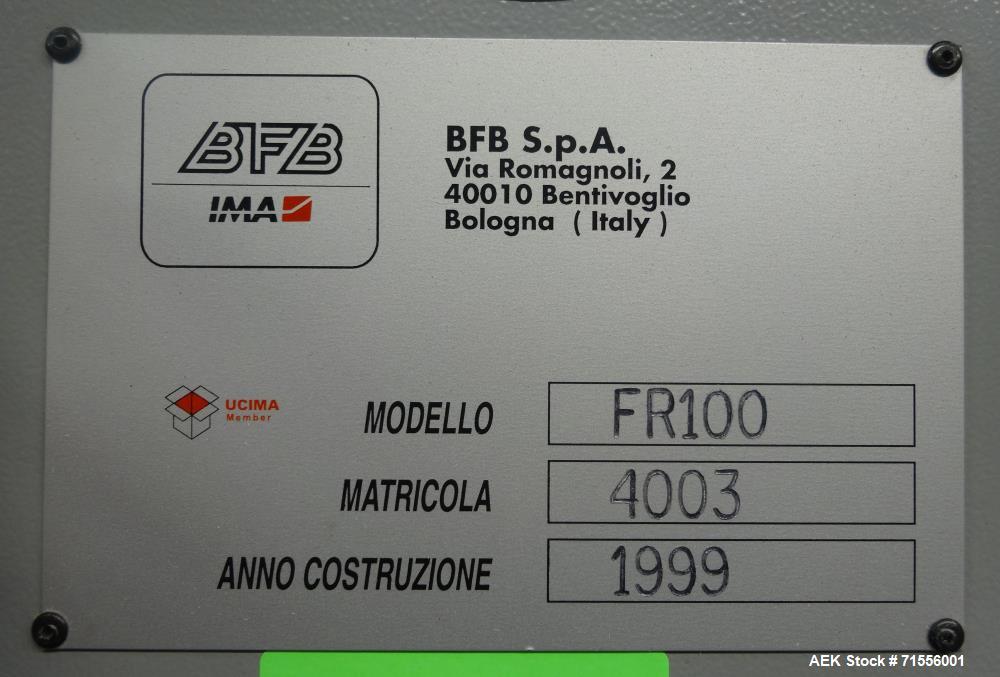 BFB
IMA
BFB S.p.A.
Via Romagnoli, 2
40010 Bentivoglio
Bologna ( Italy )
UCIMA
Member
MODELLO FR100
MATRICOLA 4003
ANNO COSTRUZIONE 1999
AEK Stock # 71556001